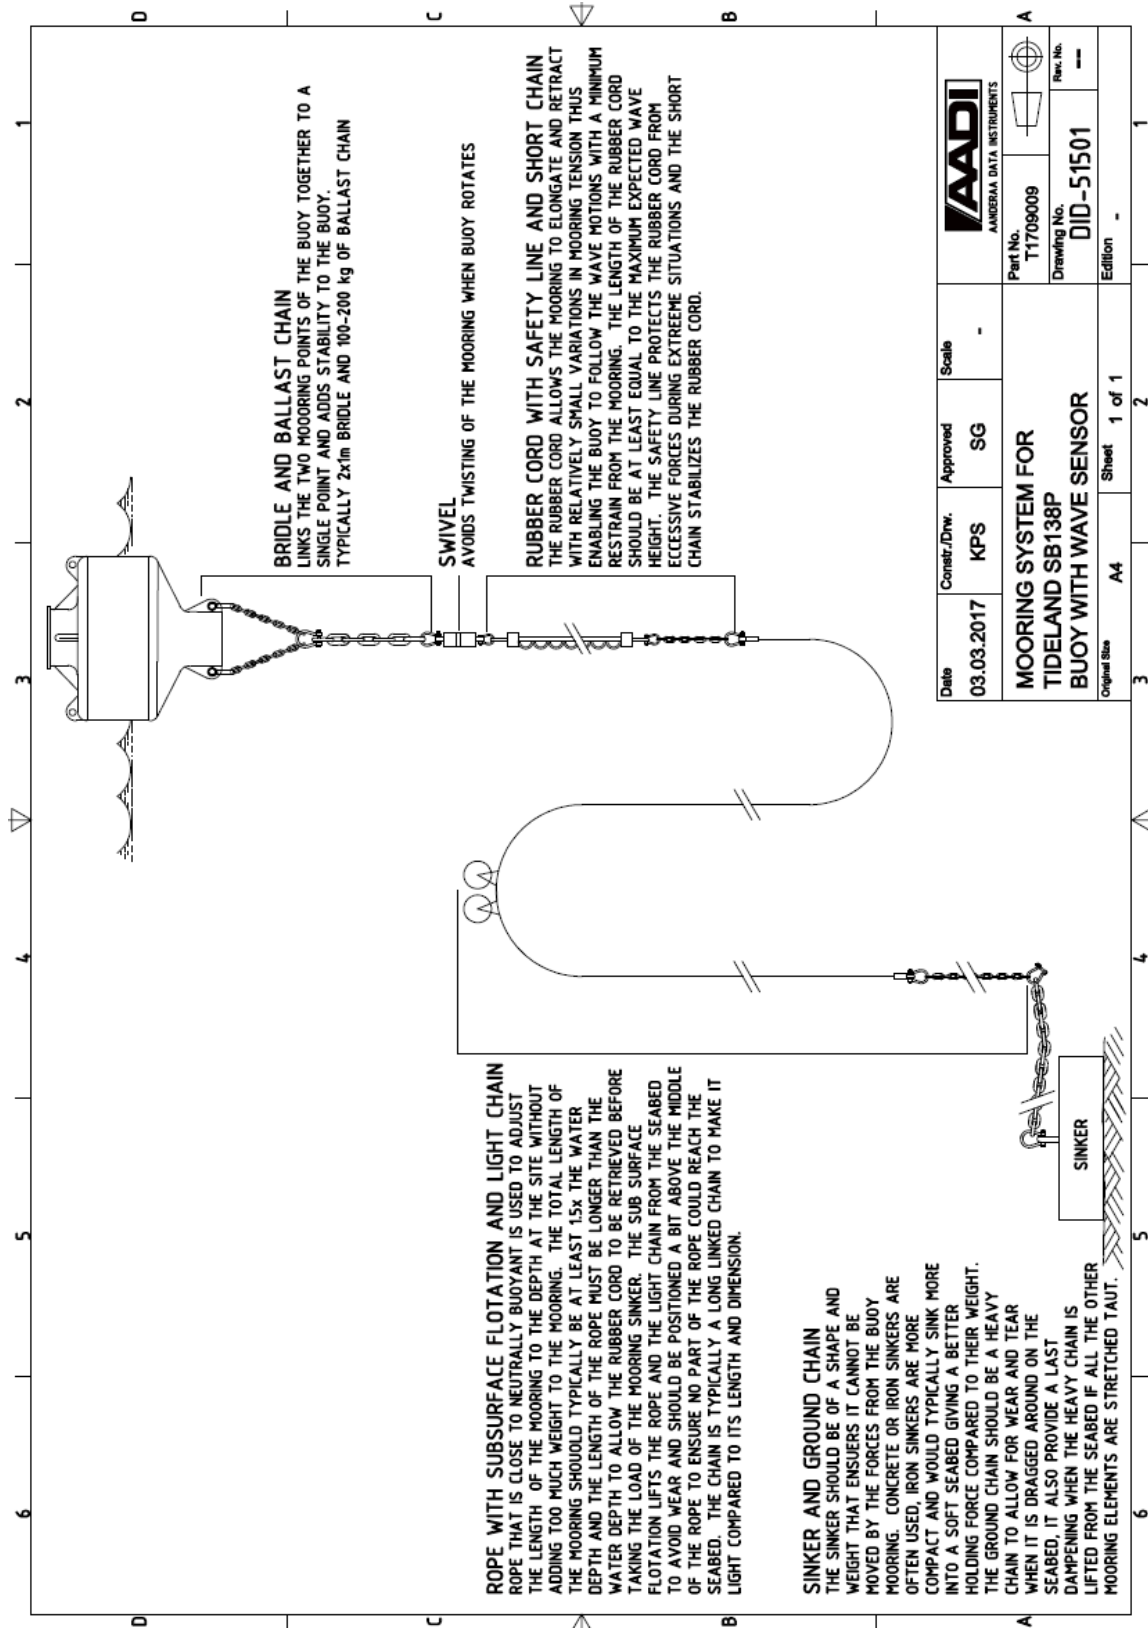 BRIDLE AND BALLAST CHAIN
LINKS THE TWO MOORING POINTS OF THE BUOY TOGETHER TO A
SINGLE POINT AND ADDS STABILITY TO THE BUOY.
TYPICALLY 2x1m BRIDLE AND 100-200 kg OF BALLAST CHAIN
SWIVEL
AVOIDS TWISTING OF THE MOORING WHEN BUOY ROTATES
RUBBER CORD WITH SAFETY LINE AND SHORT CHAIN
THE RUBBER CORD ALLOWS THE MOORING TO ELONGATE AND RETRACT
WITH RELATIVELY SMALL VARIATIONS IN MOORING TENSION THUS
ENABLING THE BUOY TO FOLLOW THE WAVE MOTIONS WITH A MINIMUM
RESTRAIN FROM THE MOORING. THE LENGTH OF THE RUBBER CORD
SHOULD BE AT LEAST EQUAL TO THE MAXIMUM EXPECTED WAVE
HEIGHT. THE SAFETY LINE PROTECTS THE RUBBER CORD FROM
ECCESSIVE FORCES DURING EXTREEME SITUATIONS AND THE SHORT
CHAIN STABILIZES THE RUBBER CORD.
ROPE WITH SUBSURFACE FLOTATION AND LIGHT CHAIN
ROPE THAT IS CLOSE TO NEUTRALLY BUOYANT IS USED TO ADJUST
THE LENGTH OF THE MOORING TO THE DEPTH AT THE SITE WITHOUT
ADDING TOO MUCH WEIGHT TO THE MOORING. THE TOTAL LENGTH OF
THE MOORING SHOUOLD TYPICALLY BE AT LEAST 1.5x THE WATER
DEPTH AND THE LENGTH OF THE ROPE MUST BE LONGER THAN THE
WATER DEPTH TO ALLOW THE RUBBER CORD TO BE RETRIEVED BEFORE
TAKING THE LOAD OF THE MOORING SINKER. THE SUB SURFACE
FLOTATION LIFTS THE ROPE AND THE LIGHT CHAIN FROM THE SEABED
TO AVOID WEAR AND SHOULD BE POSITIONED A BIT ABOVE THE MIDDLE
OF THE ROPE TO ENSURE NO PART OF THE ROPE COULD REACH THE
SEABED. THE CHAIN IS TYPICALLY A LONG LINKED CHAIN TO MAKE IT
LIGHT COMPARED TO ITS LENGTH AND DIMENSION.
SINKER AND GROUND CHAIN
THE SINKER SHOULD BE OF A SHAPE AND
WEIGHT THAT ENSUERS IT CANNOT BE
MOVED BY THE FORCES FROM THE BUOY
MOORING. CONCRETE OR IRON SINKERS ARE
OFTEN USED, IRON SINKERS ARE MORE
COMPACT AND WOULD TYPICALLY SINK MORE
INTO A SOFT SEABED GIVING A BETTER
HOLDING FORCE COMPARED TO THEIR WEIGHT.
THE GROUND CHAIN SHOULD BE A HEAVY
CHAIN TO ALLOW FOR WEAR AND TEAR
WHEN IT IS DRAGGED AROUND ON THE
SEABED, IT ALSO PROVIDE A LAST
DAMPENING WHEN THE HEAVY CHAIN IS
LIFTED FROM THE SEABED IF ALL THE OTHER
MOORING ELEMENTS ARE STRETCHED TAUT.
SINKER
Date
03.03.2017
Constr./Drw.
KPS
Approved
SG
Scale
-
AADI
AANDERAA DATA INSTRUMENTS
MOORING SYSTEM FOR
TIDELAND SB138P
BUOY WITH WAVE SENSOR
Part No.
T1709009
Drawing No.
DID-51501
Rev. No.
--
Original Size
A4
Sheet 1 of 1
Edition -
6 5 4 3 2 1
6 5 4 3 2 1
D C B A
D C B A